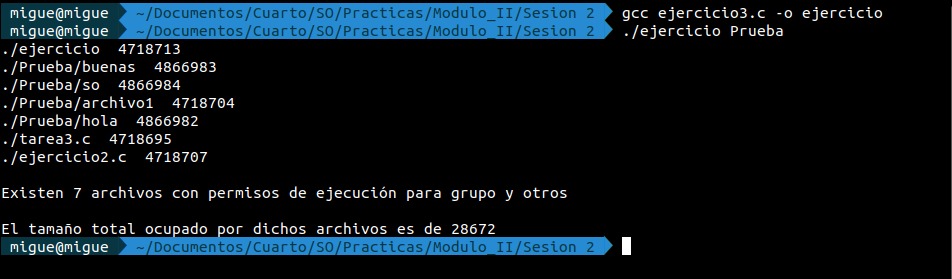 migue@migue ~/Documentos/Cuarto/SO/Practicas/Modulo_II/Sesion 2 gcc ejercicio3.c -o ejercicio
migue@migue ~/Documentos/Cuarto/SO/Practicas/Modulo_II/Sesion 2 ./ejercicio Prueba
./ejercicio 4718713
./Prueba/buenas 4866983
./Prueba/so 4866984
./Prueba/archivo1 4718704
./Prueba/hola 4866982
./tarea3.c 4718695
./ejercicio2.c 4718707
Existen 7 archivos con permisos de ejecución para grupo y otros
El tamaño total ocupado por dichos archivos es de 28672
migue@migue ~/Documentos/Cuarto/SO/Practicas/Modulo_II/Sesion 2